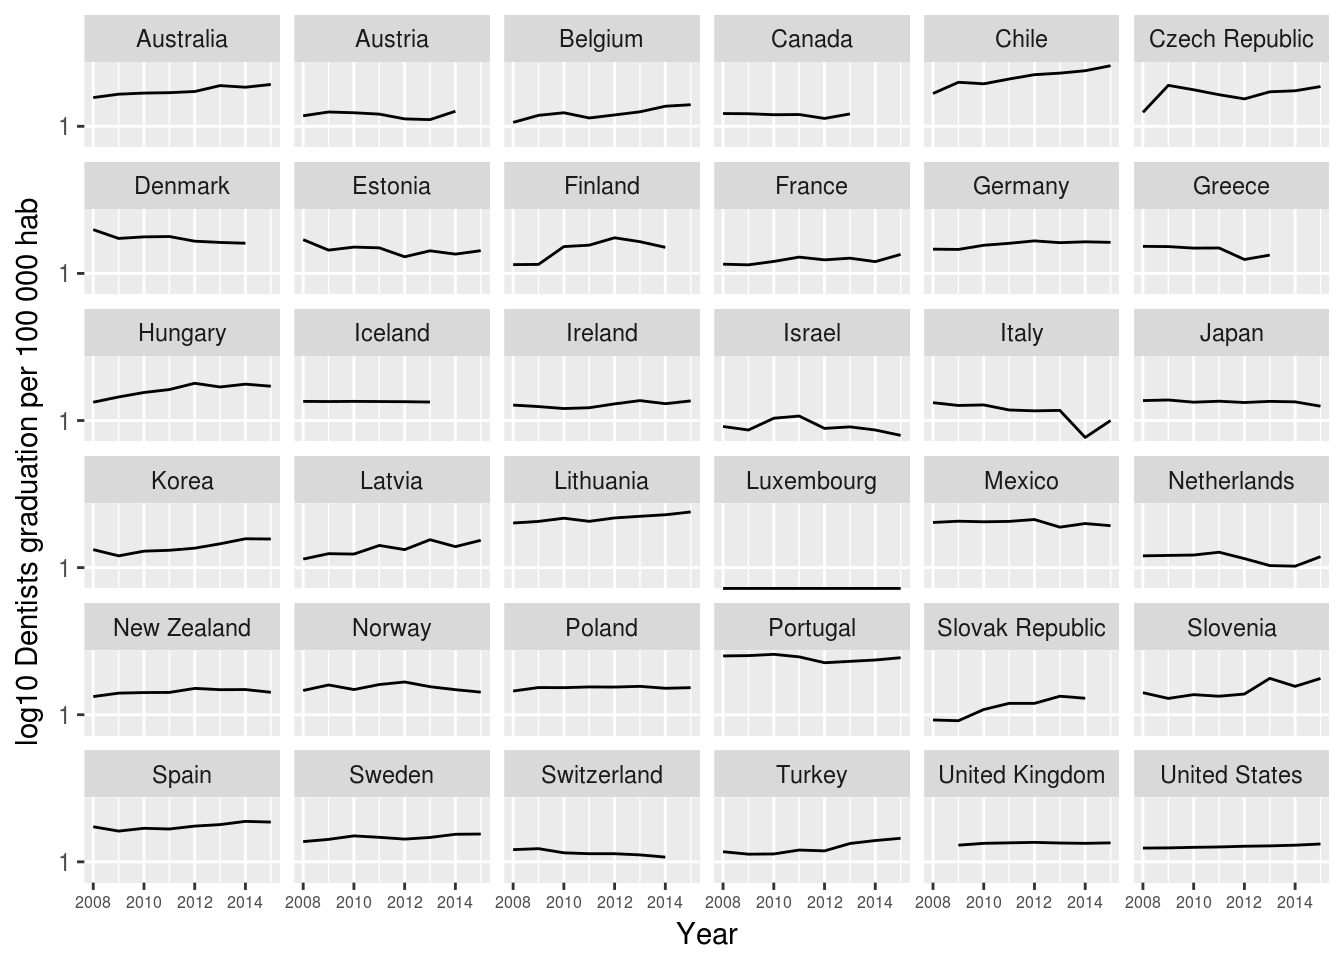 Australia Austria Belgium Canada Chile Czech Republic
1
Denmark Estonia Finland France Germany Greece
1
Hungary Iceland Ireland Israel Italy Japan
1
Korea Latvia Lithuania Luxembourg Mexico Netherlands
1
New Zealand Norway Poland Portugal Slovak Republic Slovenia
1
Spain Sweden Switzerland Turkey United Kingdom United States
1
2008 2010 2012 2014 2008 2010 2012 2014 2008 2010 2012 2014 2008 2010 2012 2014 2008 2010 2012 2014 2008 2010 2012 2014
Year
log10 Dentists graduation per 100 000 hab